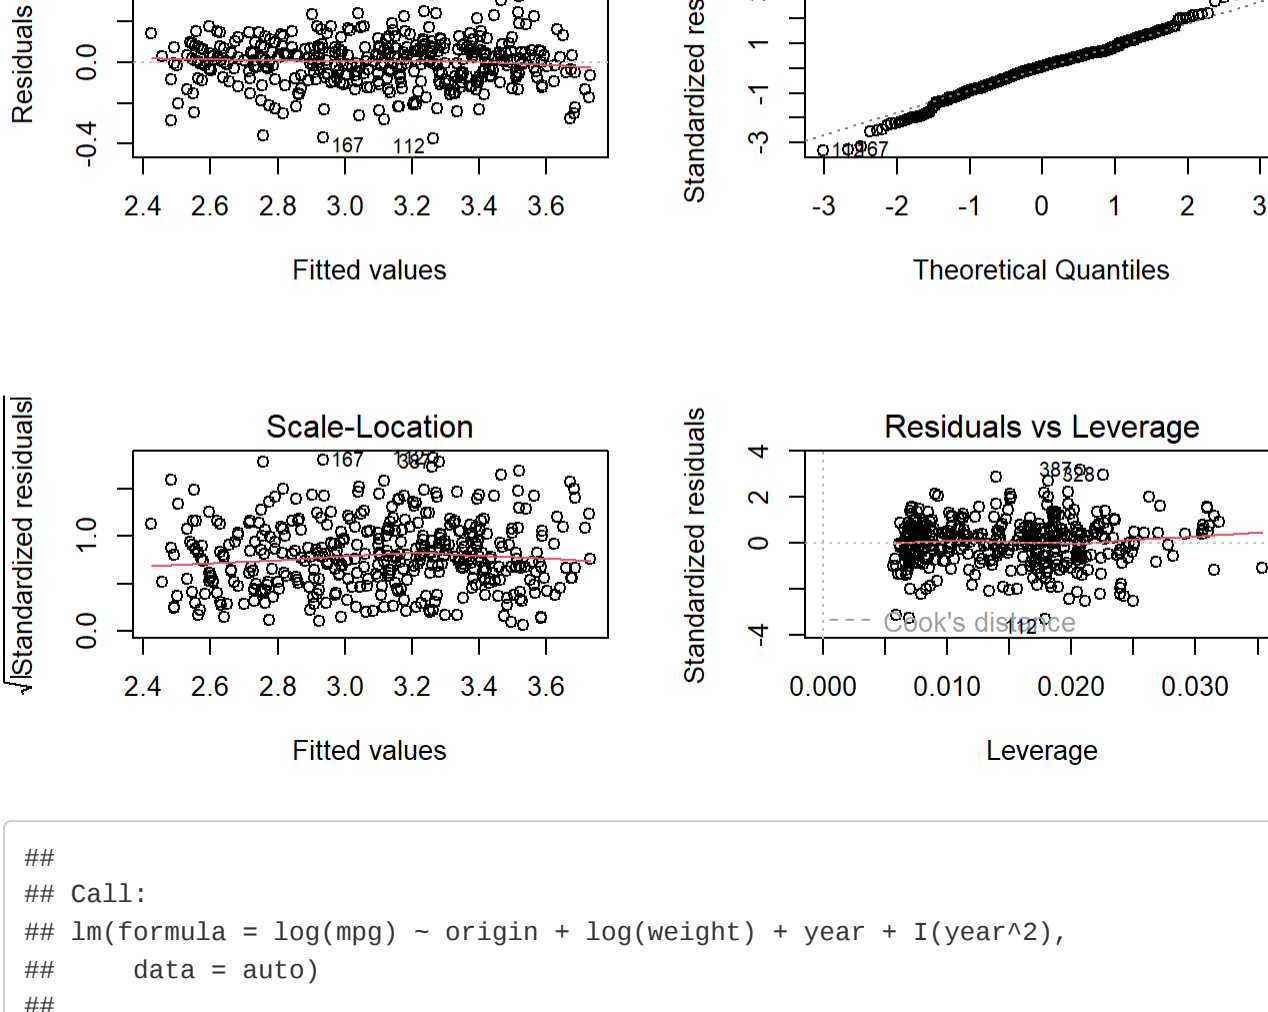 Residuals
0.0
-0.4
167 112
2.4 2.6 2.8 3.0 3.2 3.4 3.6
Fitted values
Standardized res
1
-1
-3
167
-3 -2 -1 0 1 2 3
Theoretical Quantiles
Scale-Location
√|Standardized residuals|
1.0
0.0
167 387
2.4 2.6 2.8 3.0 3.2 3.4 3.6
Fitted values
Residuals vs Leverage
Standardized residuals
4
2
0
-4
387 328
Cook's distance
112
0.000 0.010 0.020 0.030
Leverage
##
## Call:
## lm(formula = log(mpg) ~ origin + log(weight) + year + I(year^2),
##     data = auto)
##